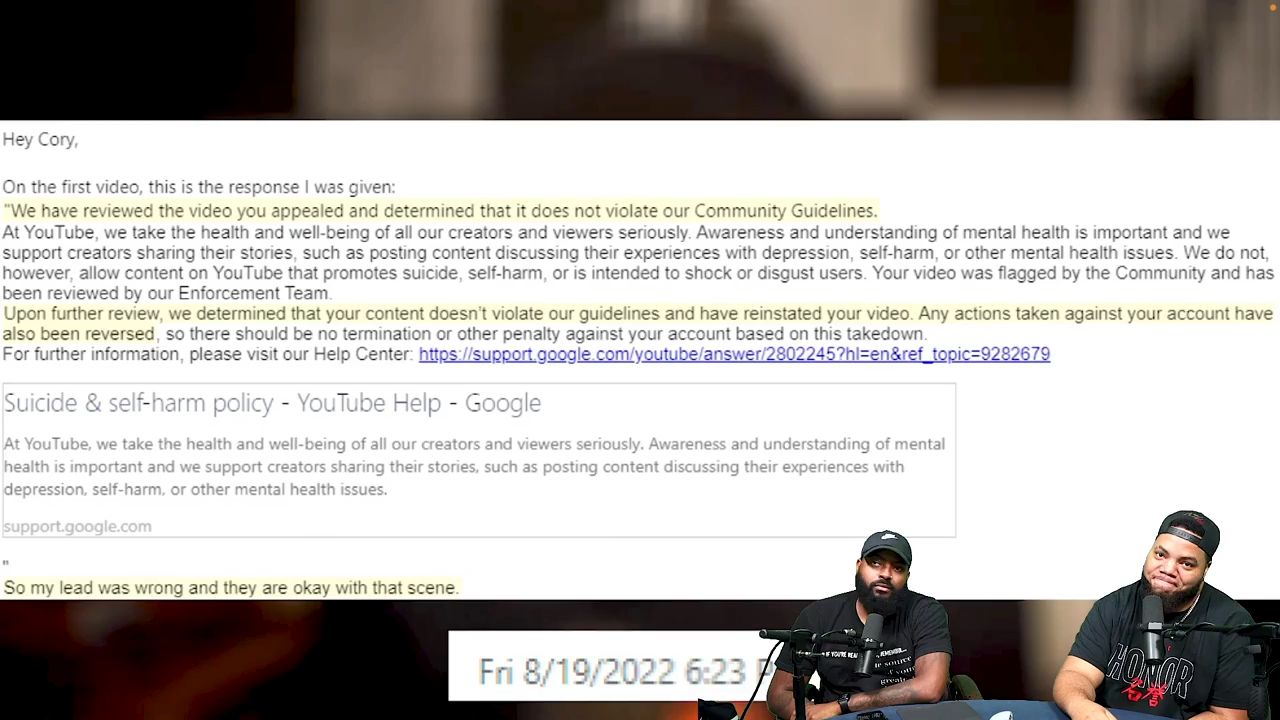 Hey Cory,
On the first video, this is the response I was given:
"We have reviewed the video you appealed and determined that it does not violate our Community Guidelines.
At YouTube, we take the health and well-being of all our creators and viewers seriously. Awareness and understanding of mental health is important and we
support creators sharing their stories, such as posting content discussing their experiences with depression, self-harm, or other mental health issues. We do not,
however, allow content on YouTube that promotes suicide, self-harm, or is intended to shock or disgust users. Your video was flagged by the Community and has
been reviewed by our Enforcement Team.
Upon further review, we determined that your content doesn't violate our guidelines and have reinstated your video. Any actions taken against your account have
also been reversed, so there should be no termination or other penalty against your account based on this takedown.
For further information, please visit our Help Center: https://support.google.com/youtube/answer/2802245?hl=en&ref_topic=9282679
Suicide & self-harm policy - YouTube Help - Google
At YouTube, we take the health and well-being of all our creators and viewers seriously. Awareness and understanding of mental
health is important and we support creators sharing their stories, such as posting content discussing their experiences with
depression, self-harm, or other mental health issues.
support.google.com
"
So my lead was wrong and they are okay with that scene.
Fri 8/19/2022 6:23
HONOR